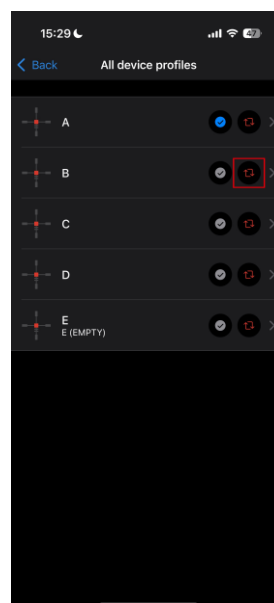 15:29
47
Back
All device profiles
A
B
C
D
E
E (EMPTY)